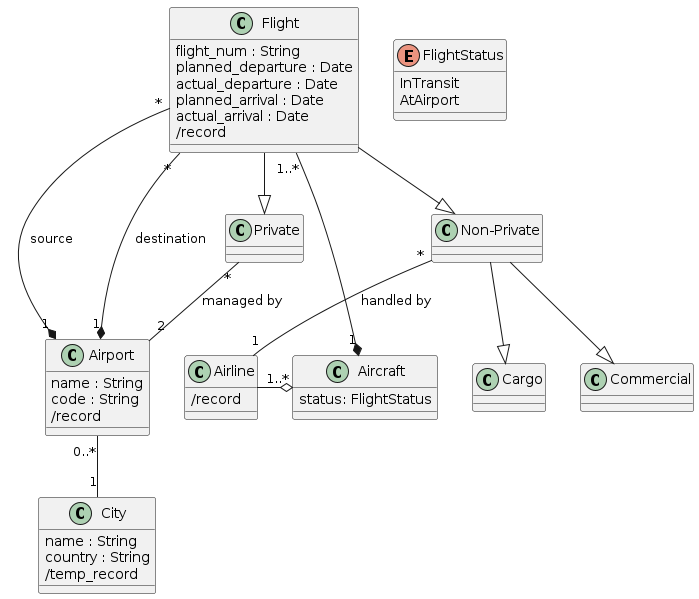 C Flight
flight_num : String
planned_departure : Date
actual_departure : Date
planned_arrival : Date
actual_arrival : Date
/record
E FlightStatus
InTransit
AtAirport
*
*
1..*
C Private
C Non-Private
source
destination
*
*
managed by
handled by
1
1
2
1
1
C Airport
name : String
code : String
/record
C Airline
/record
1..*
C Aircraft
status: FlightStatus
C Cargo
C Commercial
0..*
1
C City
name : String
country : String
/temp_record